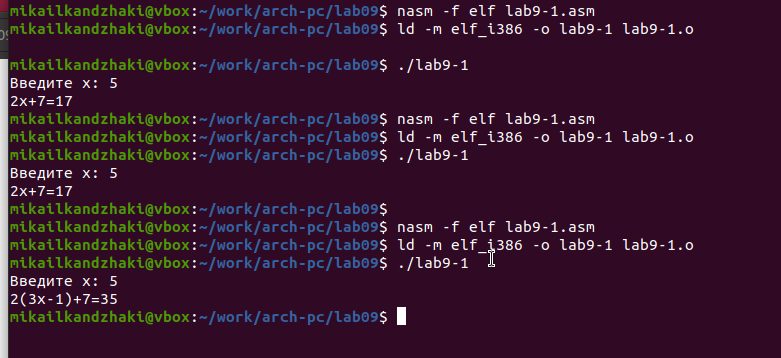 mikailkandzhaki@vbox:~/work/arch-pc/lab09$ nasm -f elf lab9-1.asm
mikailkandzhaki@vbox:~/work/arch-pc/lab09$ ld -m elf_i386 -o lab9-1 lab9-1.o
mikailkandzhaki@vbox:~/work/arch-pc/lab09$ ./lab9-1
Введите x: 5
2x+7=17
mikailkandzhaki@vbox:~/work/arch-pc/lab09$ nasm -f elf lab9-1.asm
mikailkandzhaki@vbox:~/work/arch-pc/lab09$ ld -m elf_i386 -o lab9-1 lab9-1.o
mikailkandzhaki@vbox:~/work/arch-pc/lab09$ ./lab9-1
Введите x: 5
2x+7=17
mikailkandzhaki@vbox:~/work/arch-pc/lab09$
mikailkandzhaki@vbox:~/work/arch-pc/lab09$ nasm -f elf lab9-1.asm
mikailkandzhaki@vbox:~/work/arch-pc/lab09$ ld -m elf_i386 -o lab9-1 lab9-1.o
mikailkandzhaki@vbox:~/work/arch-pc/lab09$ ./lab9-1
Введите x: 5
2(3x-1)+7=35
mikailkandzhaki@vbox:~/work/arch-pc/lab09$